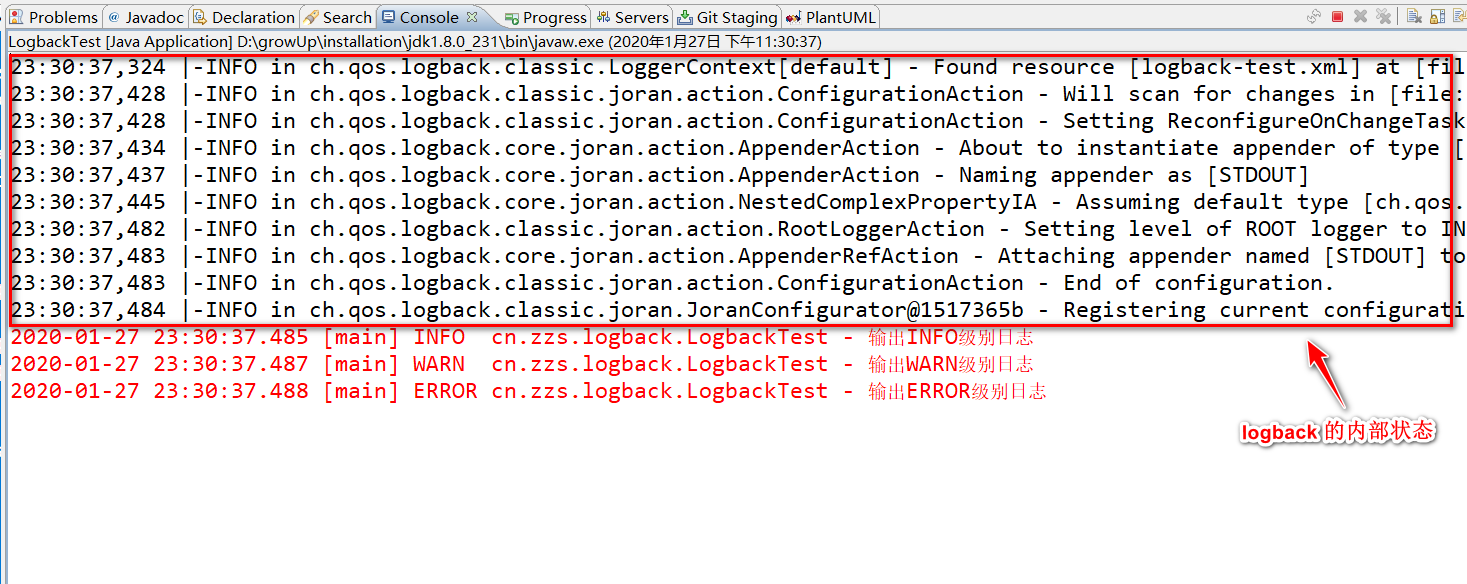 Problems @ Javadoc Declaration Search Console Progress Servers Git Staging PlantUML
LogbackTest [Java Application] D:\growUp\installation\jdk1.8.0_231\bin\javaw.exe (2020年1月27日 下午11:30:37)
23:30:37,324 |-INFO in ch.qos.logback.classic.LoggerContext[default] - Found resource [logback-test.xml] at [fil
23:30:37,428 |-INFO in ch.qos.logback.classic.joran.action.ConfigurationAction - Will scan for changes in [file:
23:30:37,428 |-INFO in ch.qos.logback.classic.joran.action.ConfigurationAction - Setting ReconfigureOnChangeTask
23:30:37,434 |-INFO in ch.qos.logback.core.joran.action.AppenderAction - About to instantiate appender of type [
23:30:37,437 |-INFO in ch.qos.logback.core.joran.action.AppenderAction - Naming appender as [STDOUT]
23:30:37,445 |-INFO in ch.qos.logback.core.joran.action.NestedComplexPropertyIA - Assuming default type [ch.qos.
23:30:37,482 |-INFO in ch.qos.logback.classic.joran.action.RootLoggerAction - Setting level of ROOT logger to IN
23:30:37,483 |-INFO in ch.qos.logback.core.joran.action.AppenderRefAction - Attaching appender named [STDOUT] to
23:30:37,483 |-INFO in ch.qos.logback.classic.joran.action.ConfigurationAction - End of configuration.
23:30:37,484 |-INFO in ch.qos.logback.classic.joran.JoranConfigurator@1517365b - Registering current configurati
2020-01-27 23:30:37.485 [main] INFO  cn.zzs.logback.LogbackTest - 输出INFO级别日志
2020-01-27 23:30:37.487 [main] WARN  cn.zzs.logback.LogbackTest - 输出WARN级别日志
2020-01-27 23:30:37.488 [main] ERROR cn.zzs.logback.LogbackTest - 输出ERROR级别日志
logback 的内部状态